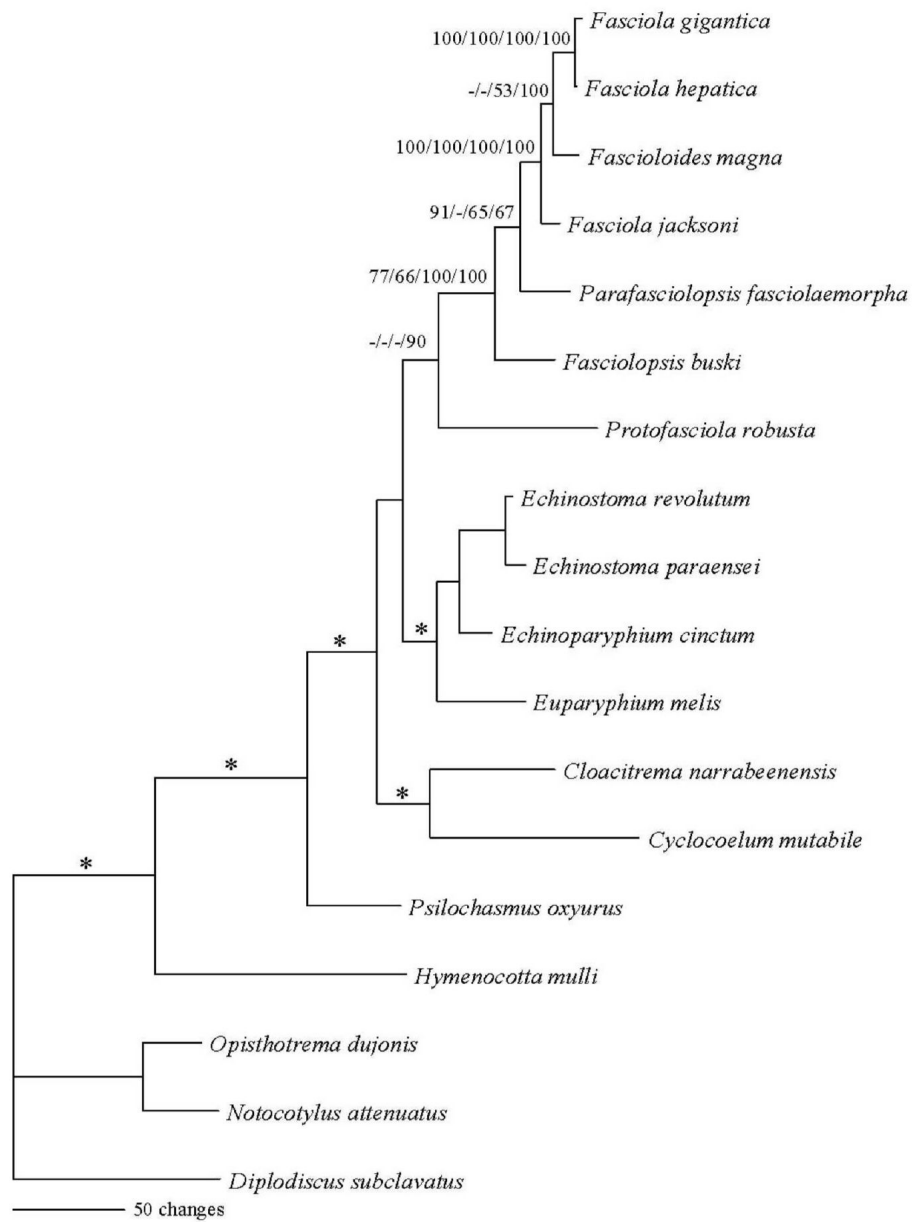 Fasciola gigantica
100/100/100/100
Fasciola hepatica
-/-/53/100
100/100/100/100
Fascioloides magna
91/-/65/67
Fasciola jacksoni
77/66/100/100
Parafasciolopsis fasciolaemorpha
-/-/-/90
Fasciolopsis buski
Protofasciola robusta
Echinostoma revolutum
Echinostoma paraensei
*
Echinoparyphium cinctum
*
Euparyphium melis
*
Cloacitrema narrabeenensis
*
Cyclocoelum mutabile
*
Psilochasmus oxyurus
Hymenocotta mulli
Opisthotrema dujonis
Notocotylus attenuatus
Diplodiscus subclavatus
50 changes